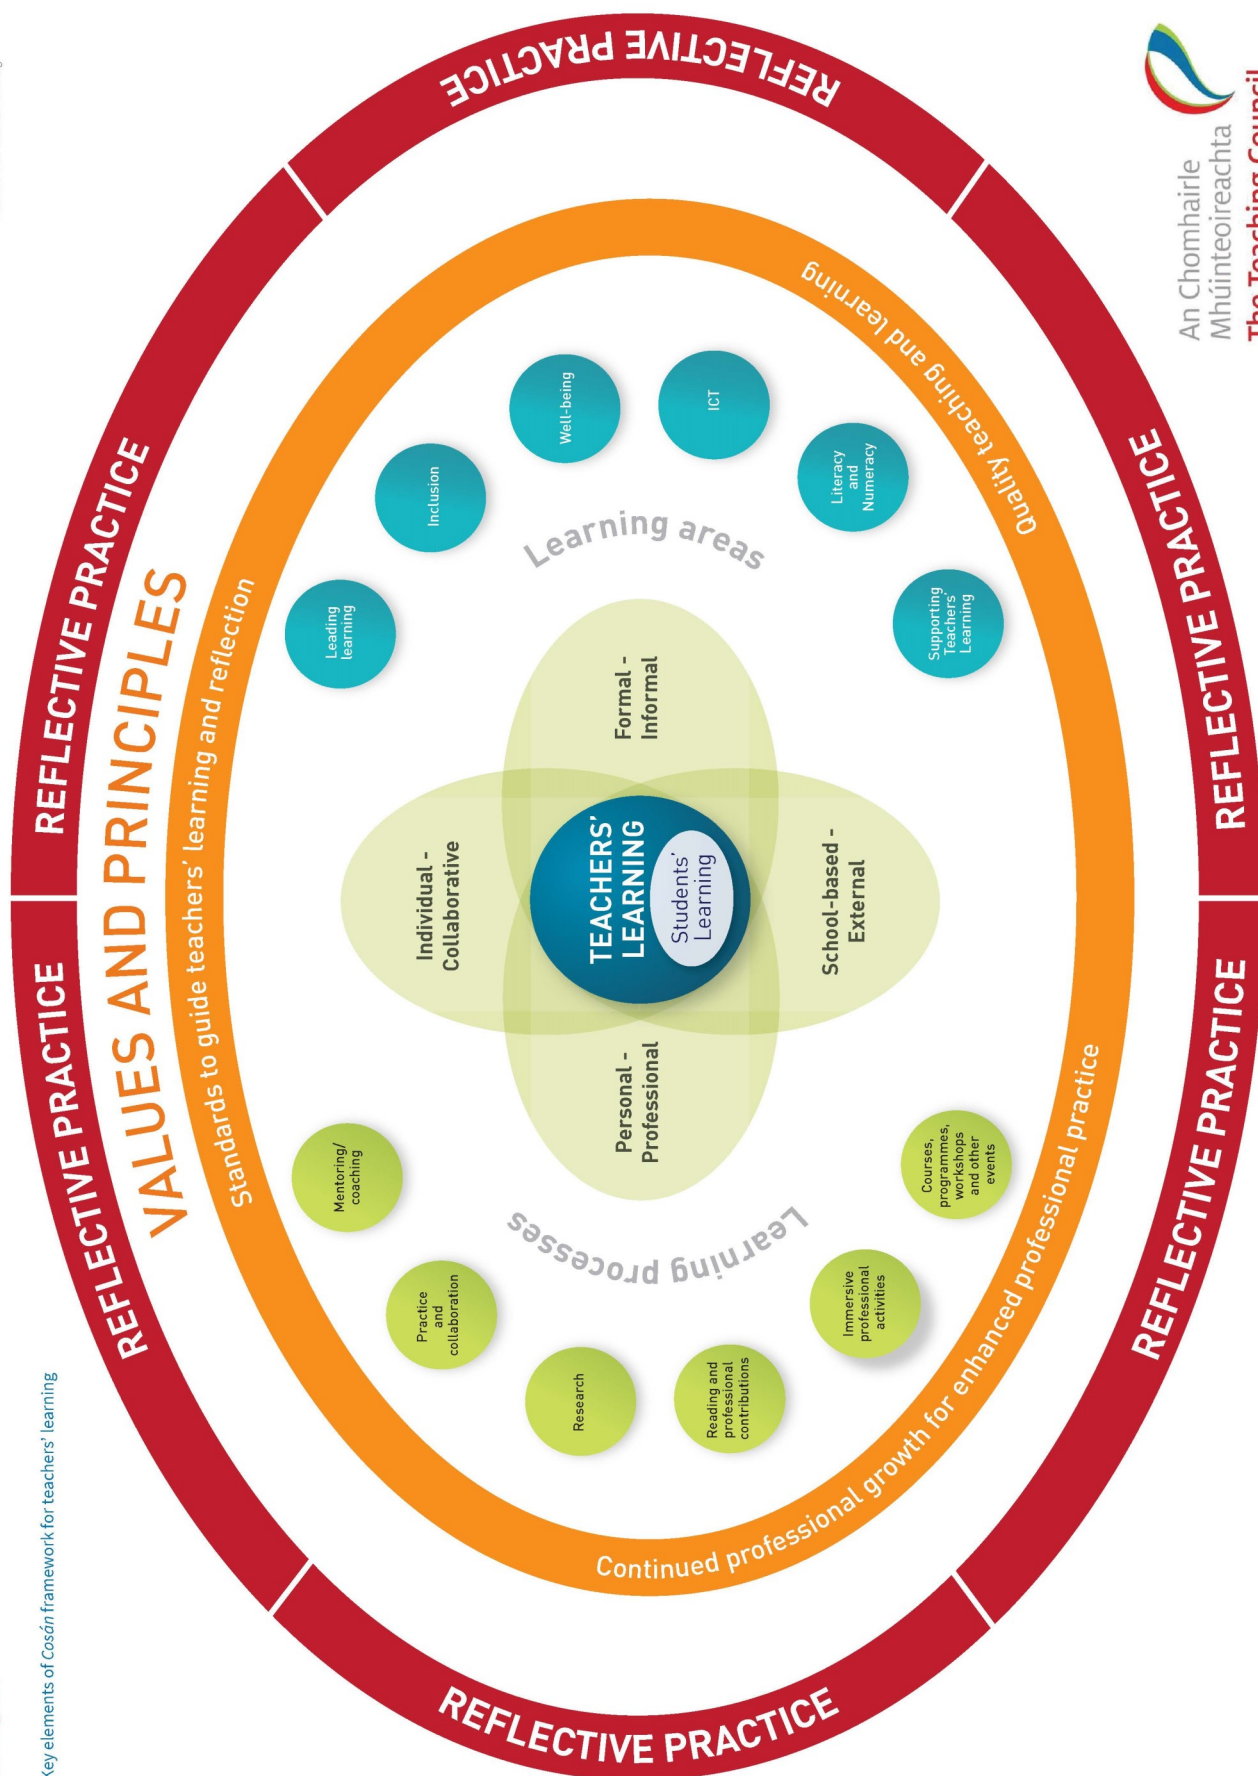 Key elements of Cosán framework for teachers' learning
REFLECTIVE PRACTICE
REFLECTIVE PRACTICE
REFLECTIVE PRACTICE
REFLECTIVE PRACTICE
REFLECTIVE PRACTICE
REFLECTIVE PRACTICE
VALUES AND PRINCIPLES
Standards to guide teachers' learning and reflection
Quality teaching and learning
Continued professional growth for enhanced professional practice
Learning processes
Mentoring/
coaching
Practice
and
collaboration
Research
Reading and
professional
contributions
Immersive
professional
activities
Courses,
programmes,
workshops
and other
events
Individual -
Collaborative
Personal -
Professional
TEACHERS'
LEARNING
Students'
Learning
Formal -
Informal
School-based -
External
Learning areas
Leading
learning
Inclusion
Well-being
ICT
Literacy
and
Numeracy
Supporting
Teachers'
Learning
An Chomhairle
Mhúinteoireachta
The Teaching Council